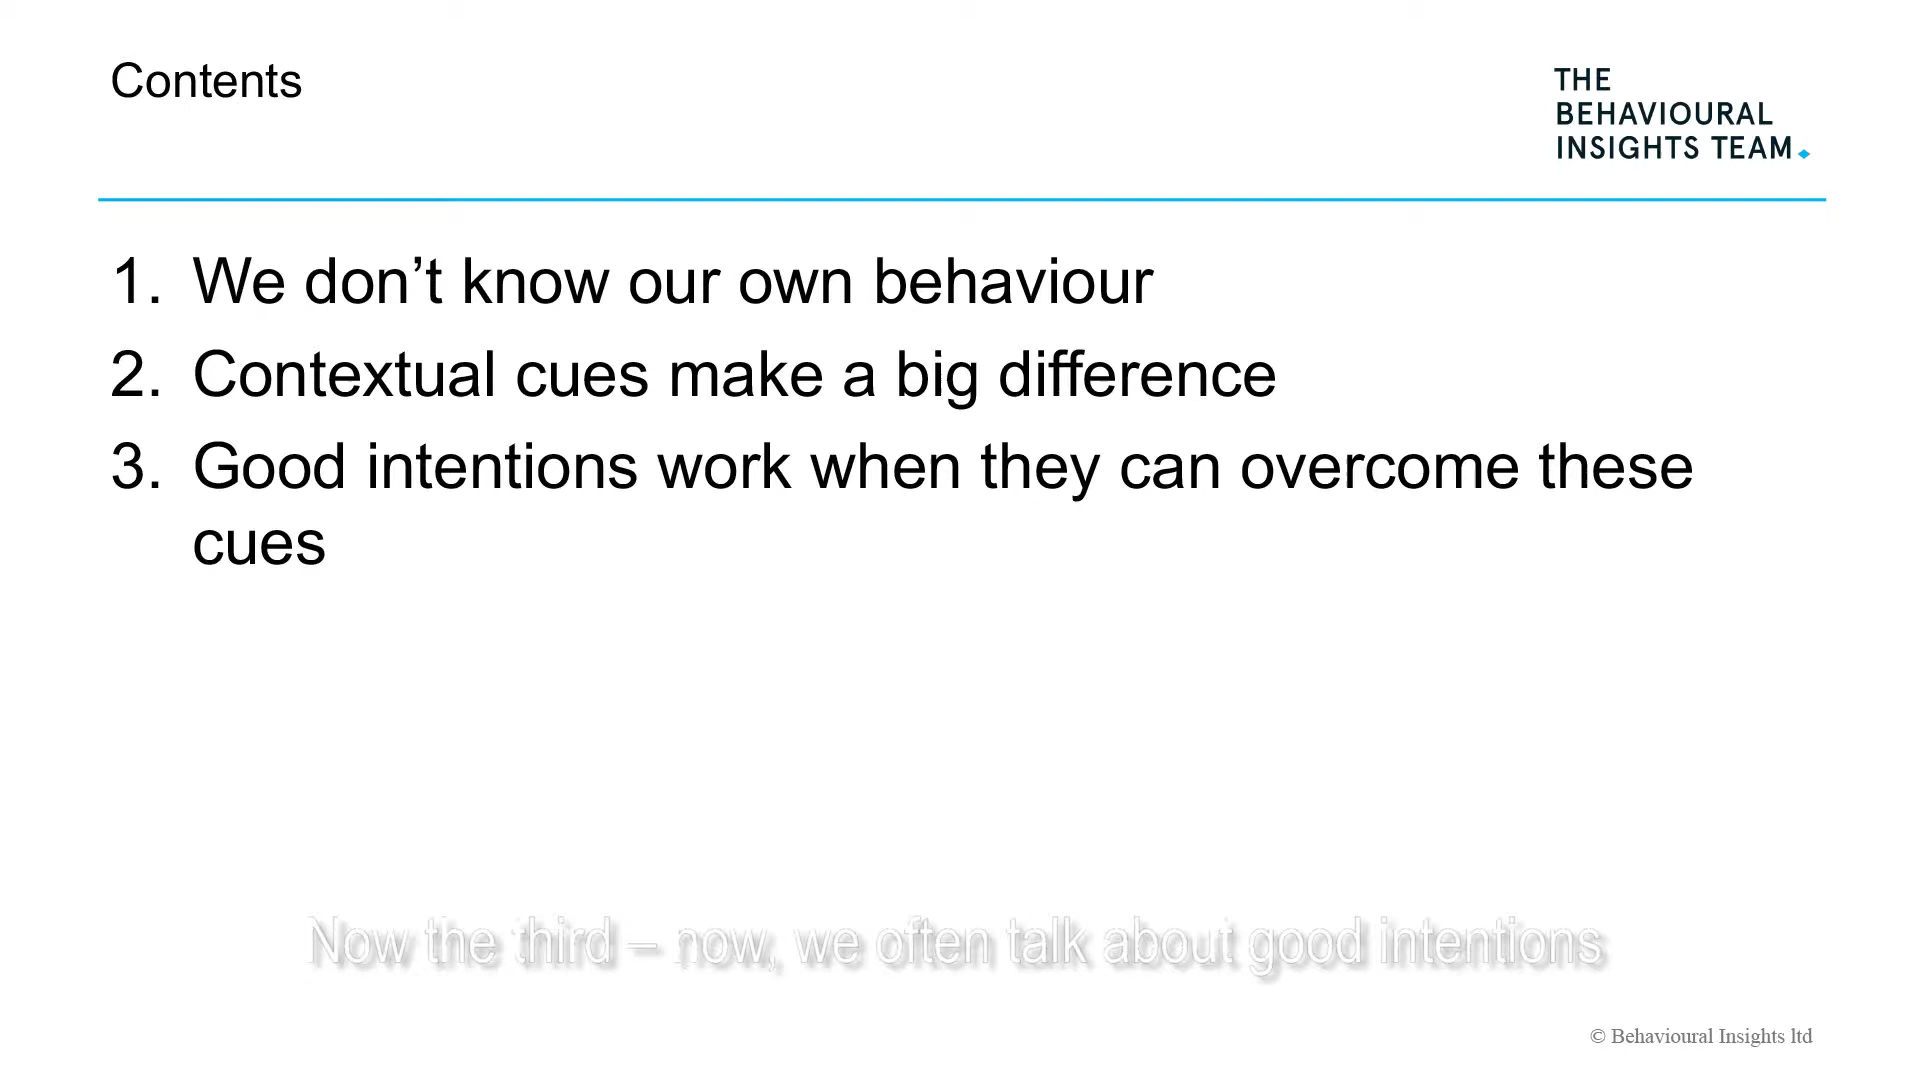 Contents
THE
BEHAVIOURAL
INSIGHTS TEAM
1. We don’t know our own behaviour
2. Contextual cues make a big difference
3. Good intentions work when they can overcome these
cues
Now the third – now, we often talk about good intentions
© Behavioural Insights ltd